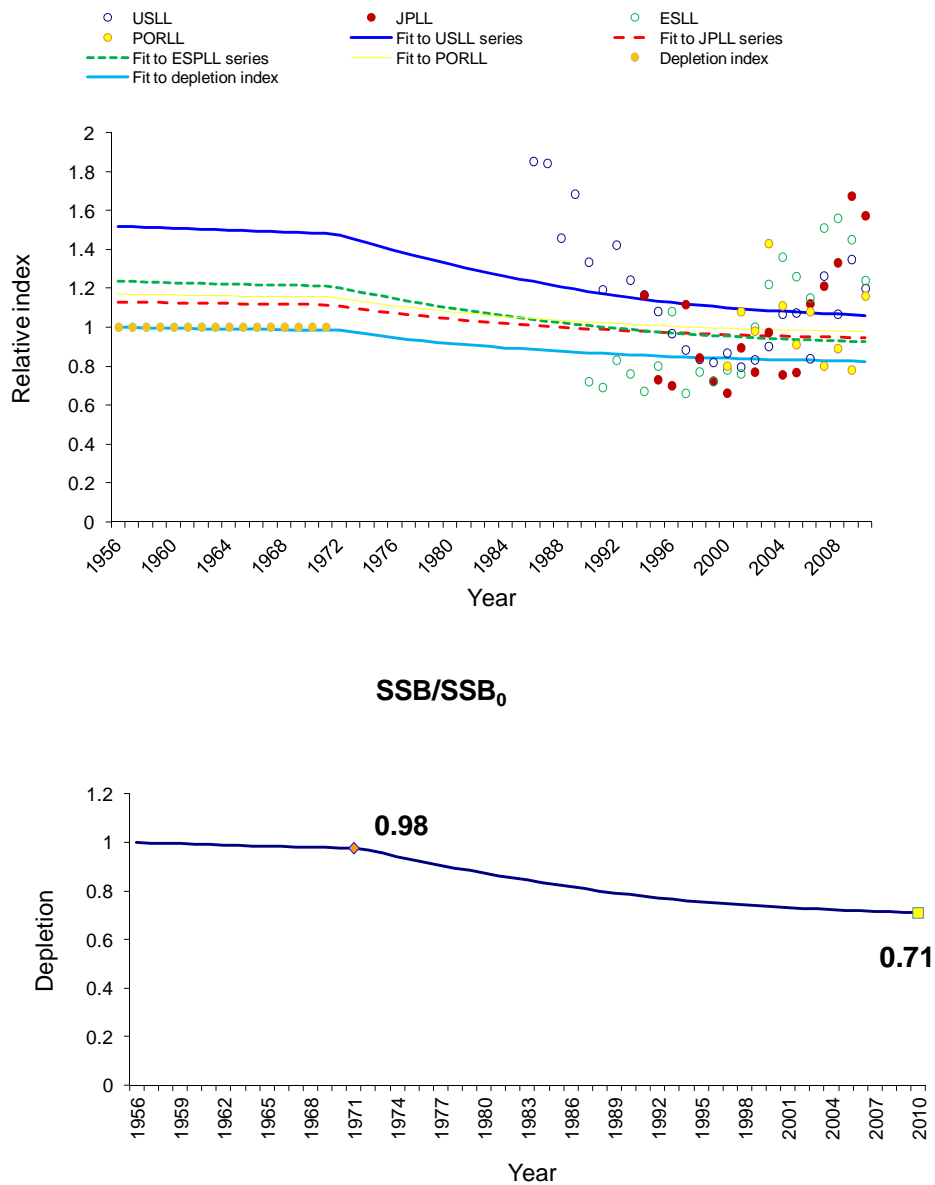 USLL JPLL ESLL
PORLL Fit to USLL series Fit to JPLL series
Fit to ESPLL series Fit to PORLL Depletion index
Fit to depletion index
2
1.8
1.6
1.4
1.2
1
0.8
0.6
0.4
0.2
0
Relative index
1956 1960 1964 1968 1972 1976 1980 1984 1988 1992 1996 2000 2004 2008
Year
SSB/SSB₀
1.2
1
0.8
0.6
0.4
0.2
0
Depletion
0.98
0.71
1956 1959 1962 1965 1968 1971 1974 1977 1980 1983 1986 1989 1992 1995 1998 2001 2004 2007 2010
Year